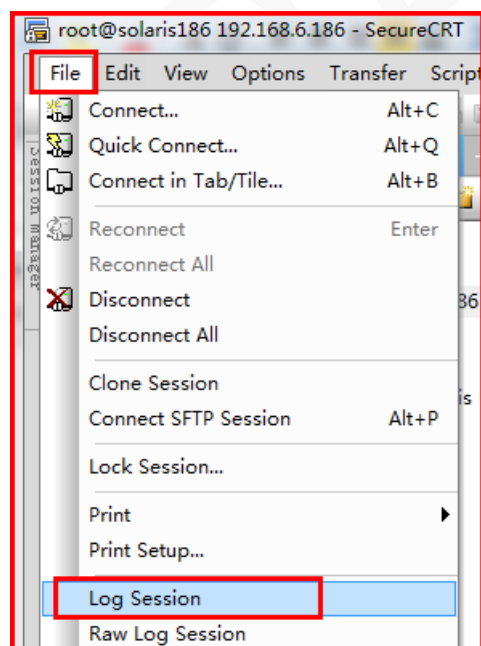 root@solaris186 192.168.6.186 - SecureCRT
File Edit View Options Transfer Script
Connect... Alt+C
Quick Connect... Alt+Q
Connect in Tab/Tile... Alt+B
Session Manager
Reconnect Enter
Reconnect All
Disconnect
86
Disconnect All
Clone Session
is
Connect SFTP Session Alt+P
Lock Session...
Print
Print Setup...
Log Session
Raw Log Session